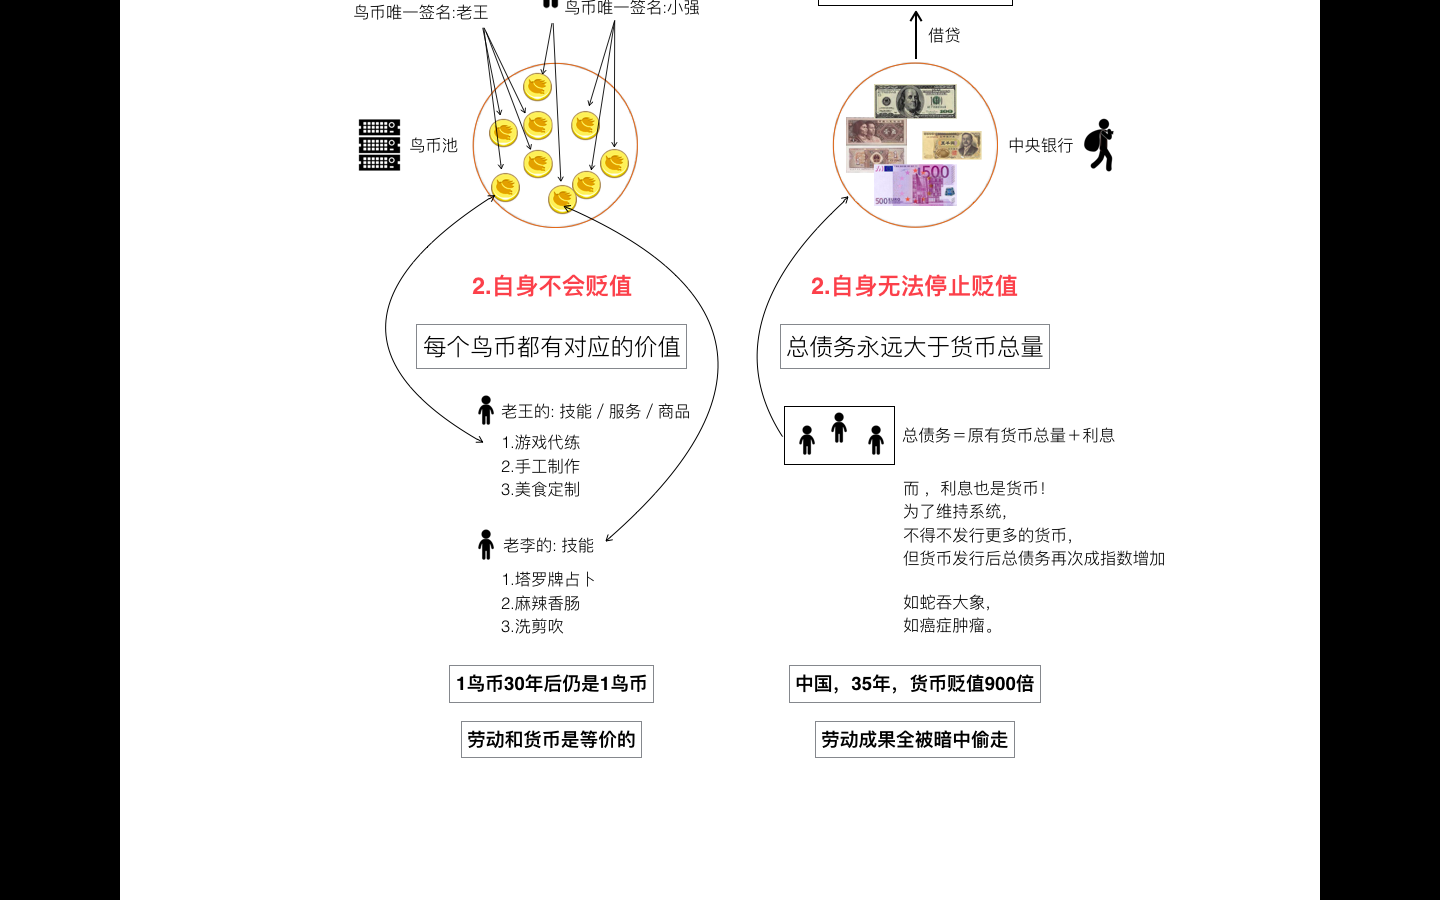 鸟币唯一签名:老王
鸟币唯一签名:小强
借贷
鸟币池
中央银行
500
2.自身不会贬值
每个鸟币都有对应的价值
老王的: 技能 / 服务 / 商品
1.游戏代练
2.手工制作
3.美食定制
老李的: 技能
1.塔罗牌占卜
2.麻辣香肠
3.洗剪吹
1鸟币30年后仍是1鸟币
劳动和货币是等价的
2.自身无法停止贬值
总债务永远大于货币总量
总债务＝原有货币总量＋利息
而 ，利息也是货币！
为了维持系统，
不得不发行更多的货币，
但货币发行后总债务再次成指数增加
如蛇吞大象，
如癌症肿瘤。
中国，35年，货币贬值900倍
劳动成果全被暗中偷走